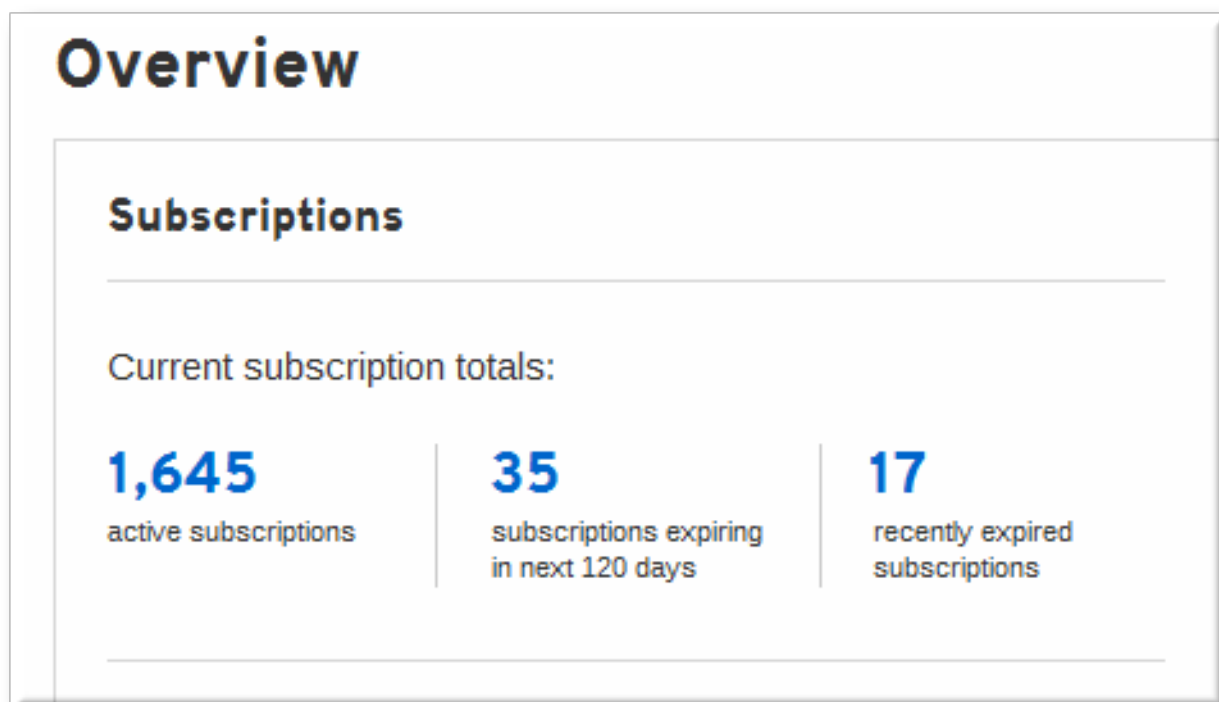 Overview
Subscriptions
Current subscription totals:
1,645
active subscriptions
35
subscriptions expiring
in next 120 days
17
recently expired
subscriptions